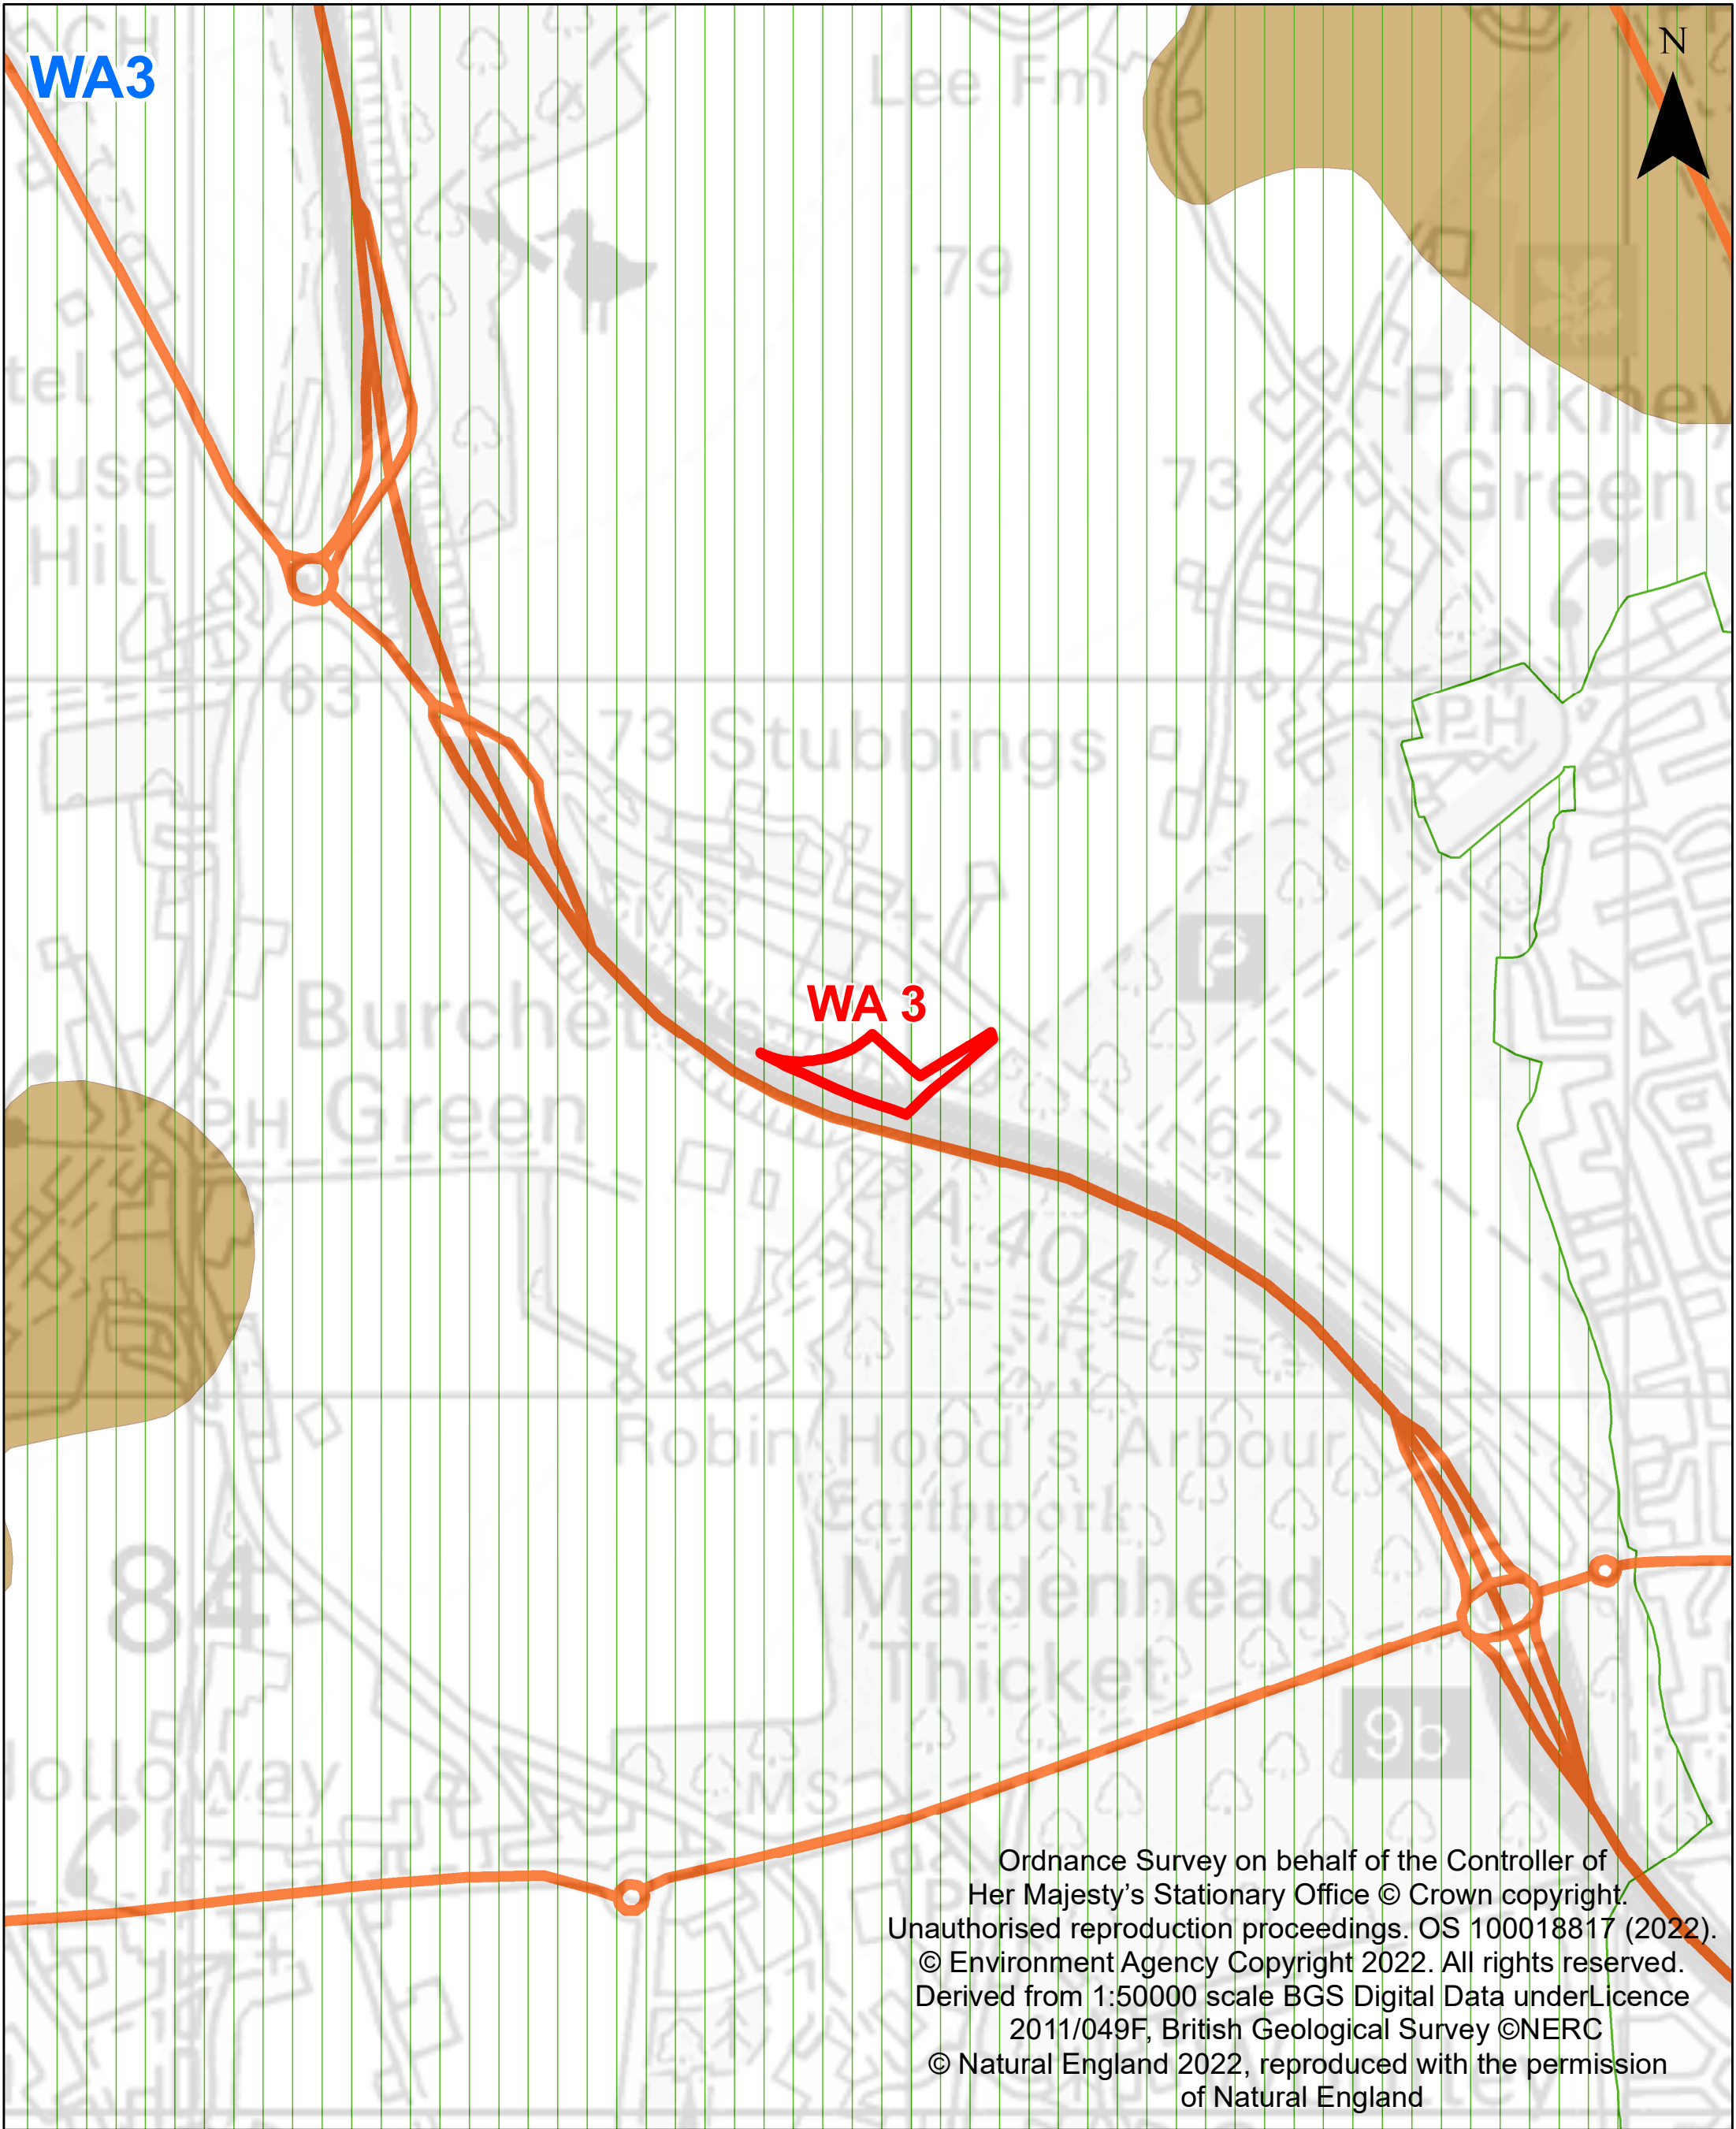 CH
WA3
Lee Fm
N
79
tel
Pinkney
ouse
73
Green
Hill
63
73 Stubbings
PH
MS
P
WA 3
Burchet
Green
PH
62
A 404
Robin Hood's Arbour
Earthwork
84
Maidenhead
Thicket
9b
olloway
MS
Ordnance Survey on behalf of the Controller of
Her Majesty’s Stationary Office © Crown copyright.
Unauthorised reproduction proceedings. OS 100018817 (2022).
© Environment Agency Copyright 2022. All rights reserved.
Derived from 1:50000 scale BGS Digital Data underLicence
2011/049F, British Geological Survey ©NERC
© Natural England 2022, reproduced with the permission
of Natural England